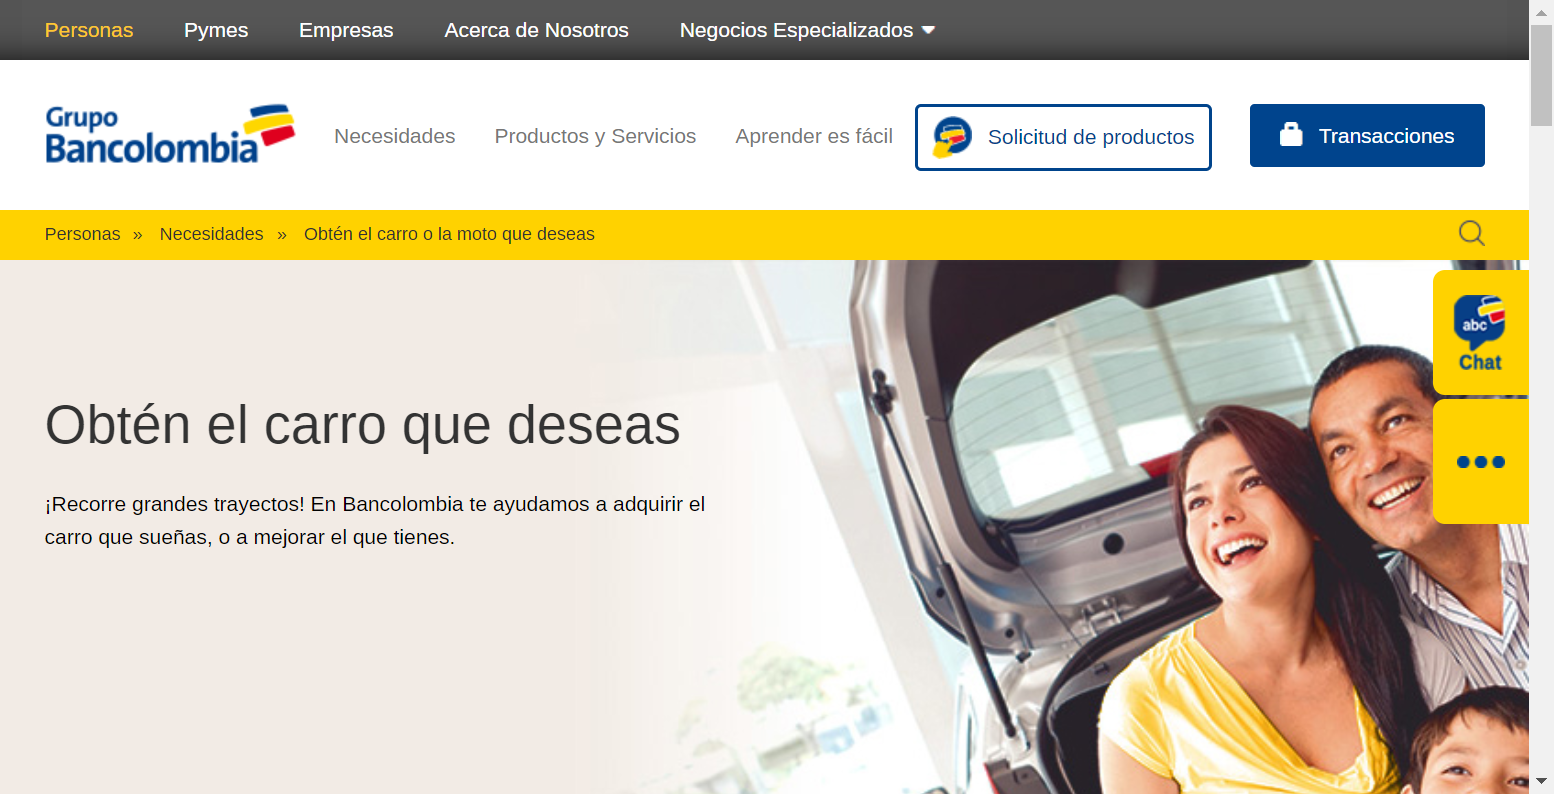 Personas Pymes Empresas Acerca de Nosotros Negocios Especializados
Grupo
Bancolombia
Necesidades Productos y Servicios Aprender es fácil Solicitud de productos Transacciones
Personas » Necesidades » Obtén el carro o la moto que deseas
abc
Chat
Obtén el carro que deseas
¡Recorre grandes trayectos! En Bancolombia te ayudamos a adquirir el
carro que sueñas, o a mejorar el que tienes.